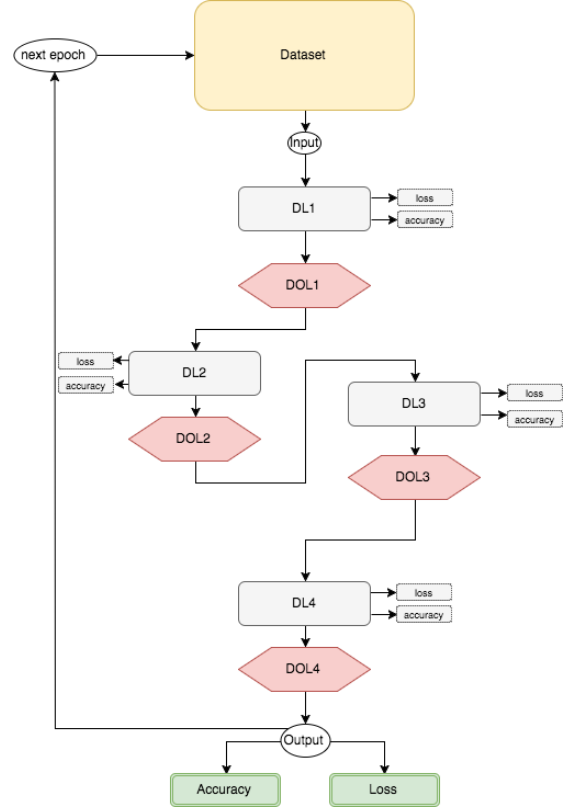 next epoch
Dataset
Input
DL1
loss
accuracy
DOL1
loss
accuracy
DL2
DL3
loss
accuracy
DOL2
DOL3
DL4
loss
accuracy
DOL4
Output
Accuracy
Loss